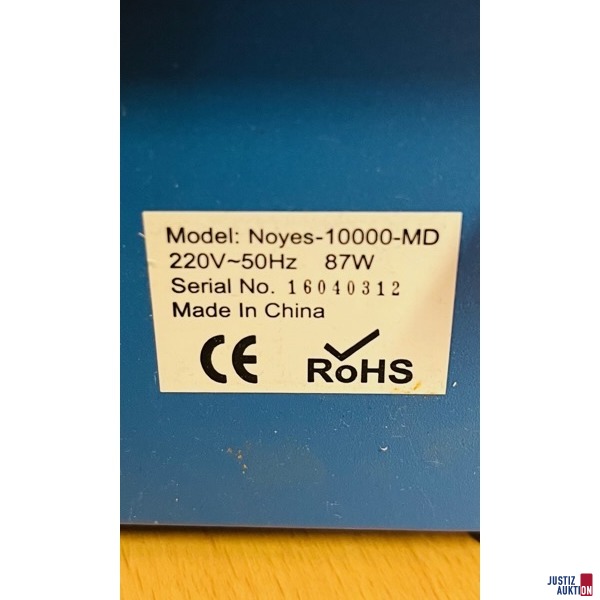 Model: Noyes-10000-MD
220V~50Hz 87W
Serial No. 16040312
Made In China
CE
RoHS
JUSTIZ
AUKTION